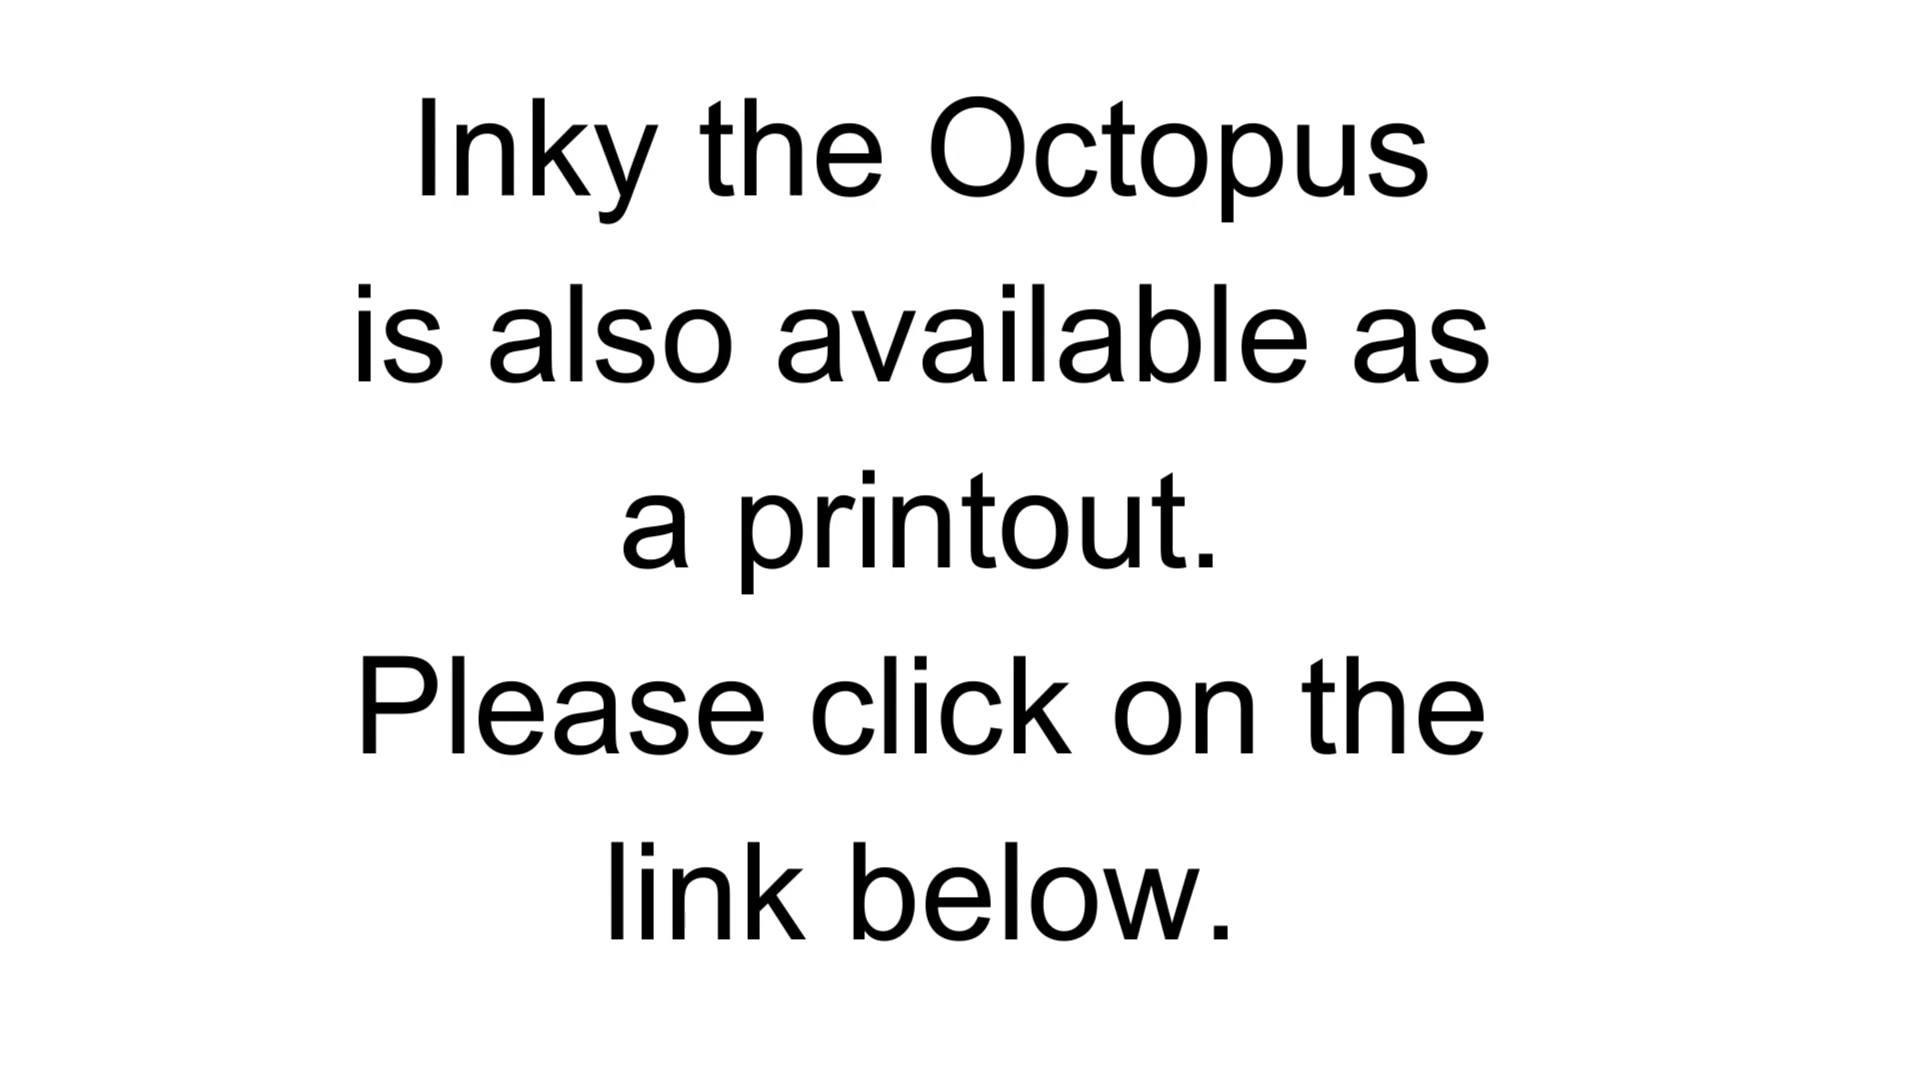 Inky the Octopus
is also available as
a printout.
Please click on the
link below.